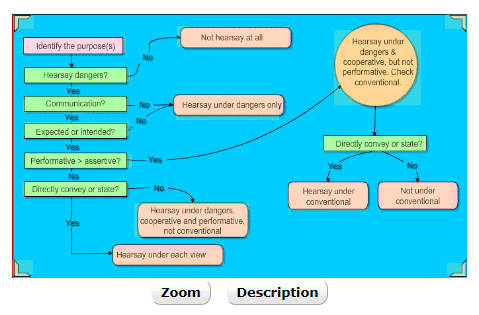 Identify the purpose(s)
Not hearsay at all
No
Hearsay dangers?
Yes
Communication?
No
Hearsay under dangers only
Yes
Expected or intended?
No
Yes
Performative > assertive?
Yes
No
Directly convey or state?
No
Hearsay under dangers,
cooperative and performative,
not conventional
Yes
Hearsay under each view
Hearsay under
dangers &
cooperative, but not
performative. Check
conventional.
Directly convey or state?
Yes
No
Hearsay under
conventional
Not under
conventional
Zoom
Description